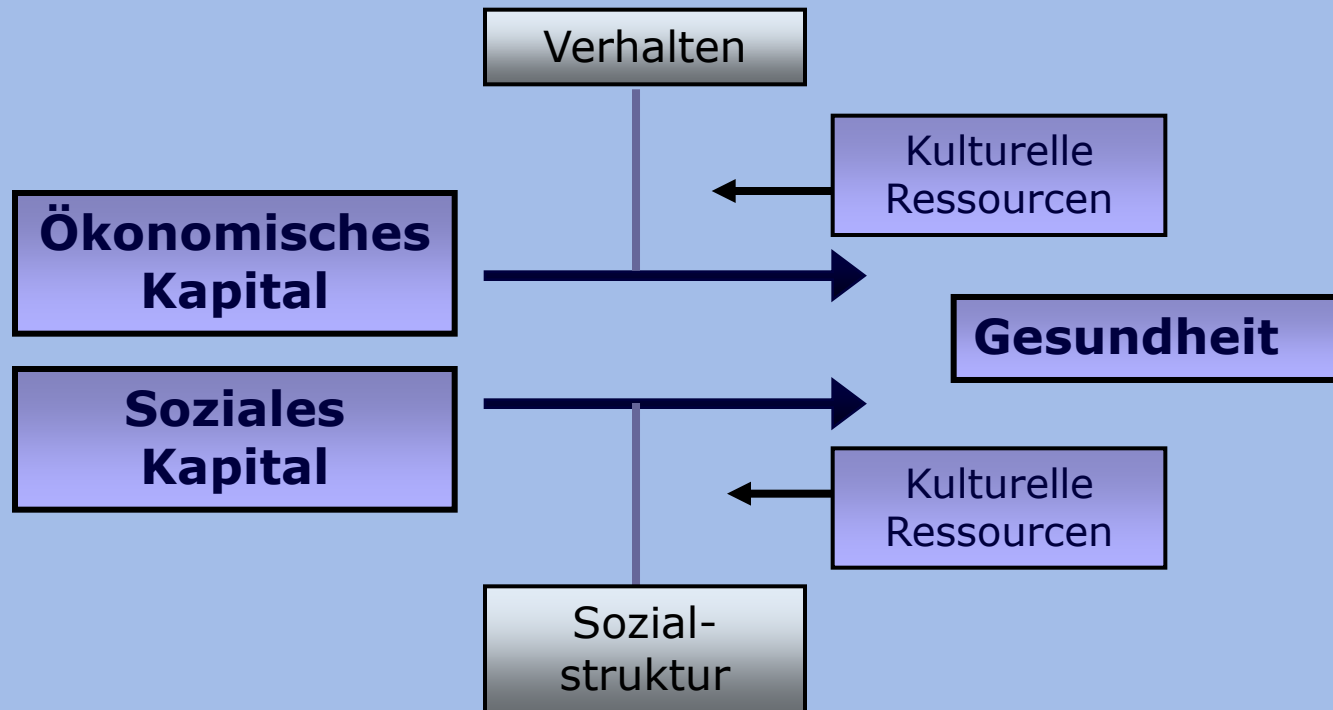 Verhalten
Kulturelle
Ressourcen
Ökonomisches
Kapital
Gesundheit
Soziales
Kapital
Kulturelle
Ressourcen
Sozial-
struktur